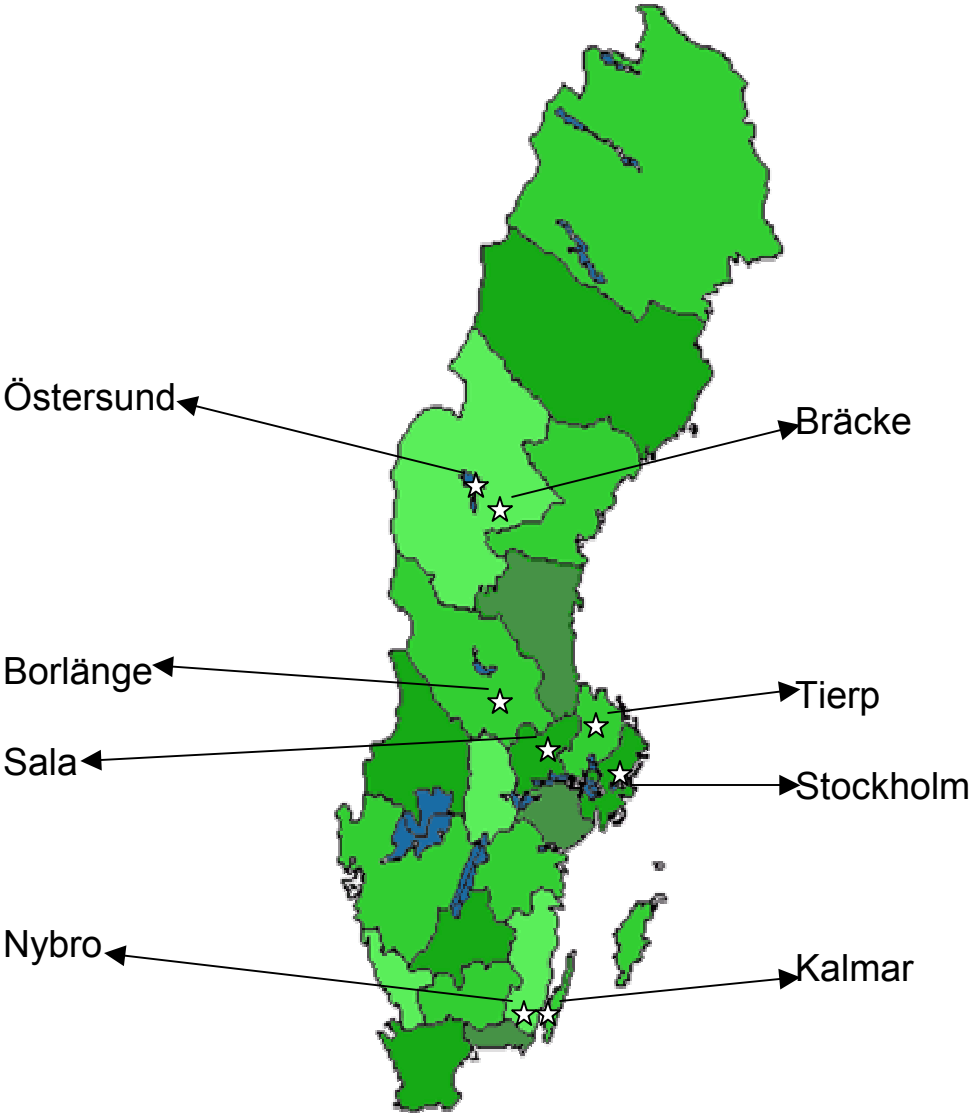 Östersund
Bräcke
Borlänge
Tierp
Sala
Stockholm
Nybro
Kalmar